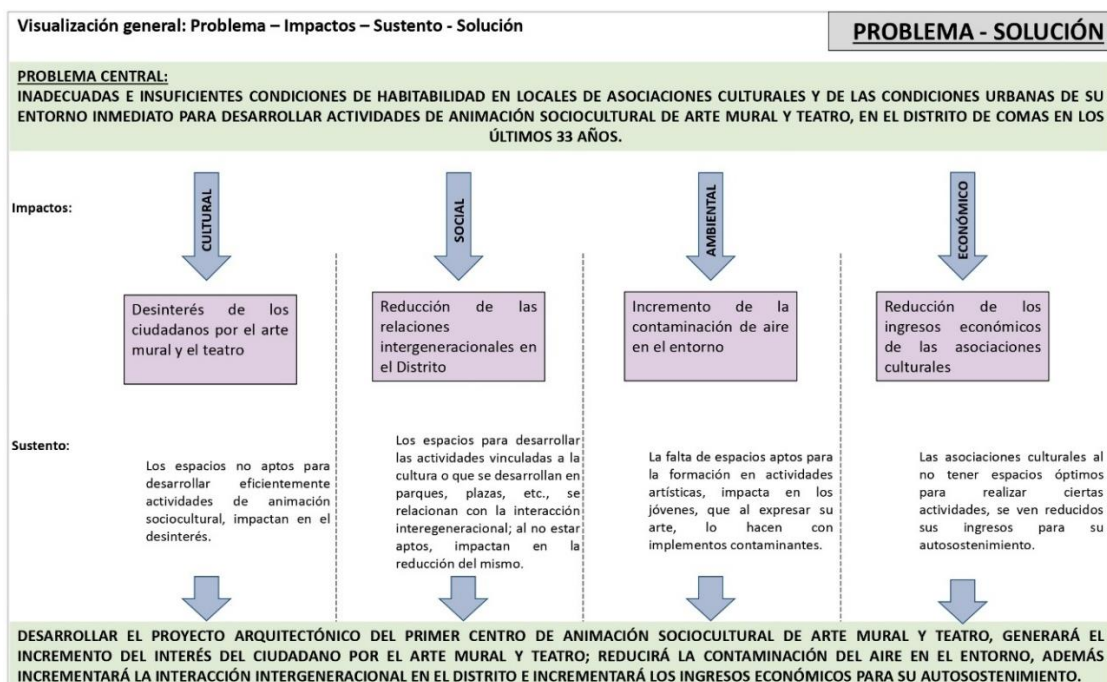 Visualización general: Problema – Impactos – Sustento - Solución
PROBLEMA - SOLUCIÓN
PROBLEMA CENTRAL:
INADECUADAS E INSUFICIENTES CONDICIONES DE HABITABILIDAD EN LOCALES DE ASOCIACIONES CULTURALES Y DE LAS CONDICIONES URBANAS DE SU
ENTORNO INMEDIATO PARA DESARROLLAR ACTIVIDADES DE ANIMACIÓN SOCIOCULTURAL DE ARTE MURAL Y TEATRO, EN EL DISTRITO DE COMAS EN LOS
ÚLTIMOS 33 AÑOS.
Impactos:
CULTURAL
SOCIAL
AMBIENTAL
ECONÓMICO
Desinterés de los
ciudadanos por el arte
mural y el teatro
Reducción de las
relaciones
intergeneracionales en
el Distrito
Incremento de la
contaminación de aire
en el entorno
Reducción de los
ingresos económicos
de las asociaciones
culturales
Sustento:
Los espacios no aptos para
desarrollar eficientemente
actividades de animación
sociocultural, impactan en el
desinterés.
Los espacios para desarrollar
las actividades vinculadas a la
cultura o que se desarrollan en
parques, plazas, etc., se
relacionan con la interacción
interegeneracional; al no estar
aptos, impactan en la
reducción del mismo.
La falta de espacios aptos para
la formación en actividades
artísticas, impacta en los
jóvenes, que al expresar su
arte, lo hacen con
implementos contaminantes.
Las asociaciones culturales al
no tener espacios óptimos
para realizar ciertas
actividades, se ven reducidos
sus ingresos para su
autosostenimiento.
DESARROLLAR EL PROYECTO ARQUITECTÓNICO DEL PRIMER CENTRO DE ANIMACIÓN SOCIOCULTURAL DE ARTE MURAL Y TEATRO, GENERARÁ EL
INCREMENTO DEL INTERÉS DEL CIUDADANO POR EL ARTE MURAL Y TEATRO; REDUCIRÁ LA CONTAMINACIÓN DEL AIRE EN EL ENTORNO, ADEMÁS
INCREMENTARÁ LA INTERACCIÓN INTERGENERACIONAL EN EL DISTRITO E INCREMENTARÁ LOS INGRESOS ECONÓMICOS PARA SU AUTOSOSTENIMIENTO.